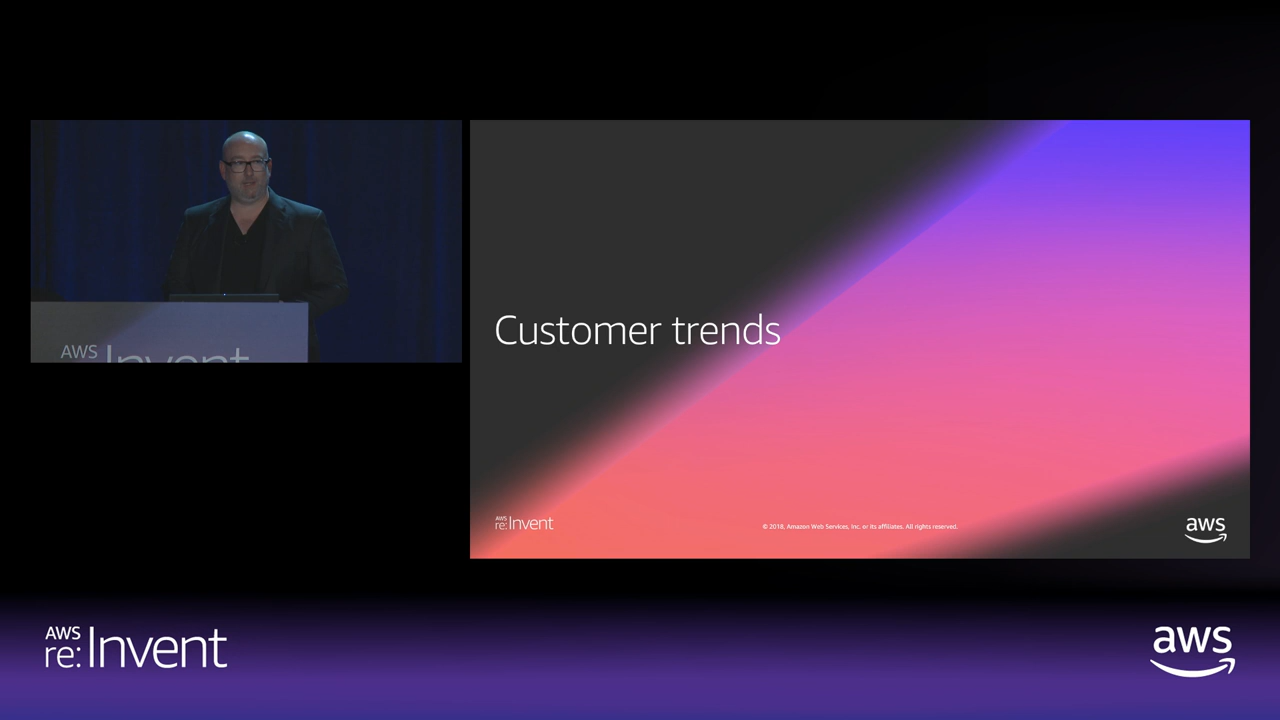 AWS
Invent
Customer trends
AWS
re:Invent
© 2018, Amazon Web Services, Inc. or its affiliates. All rights reserved.
aws
AWS
re:Invent
aws